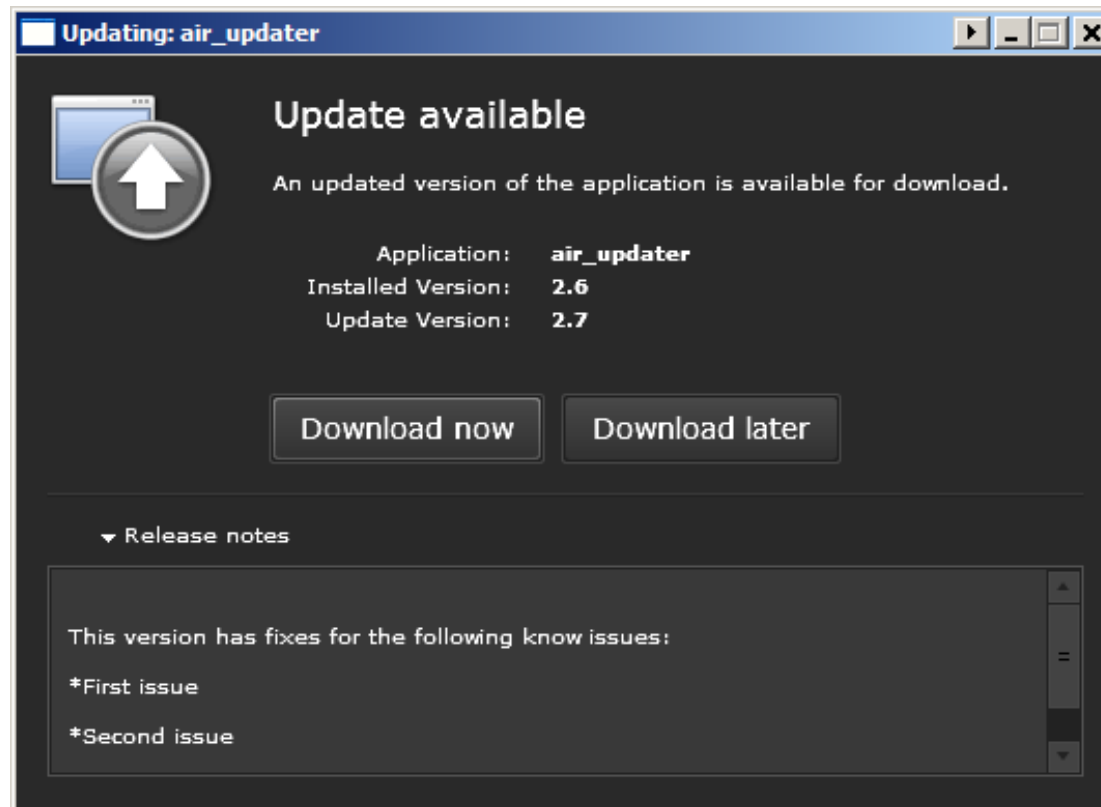 Updating: air_updater
Update available
An updated version of the application is available for download.
Application: air_updater
Installed Version: 2.6
Update Version: 2.7
Download now Download later
Release notes
This version has fixes for the following know issues:
*First issue
*Second issue